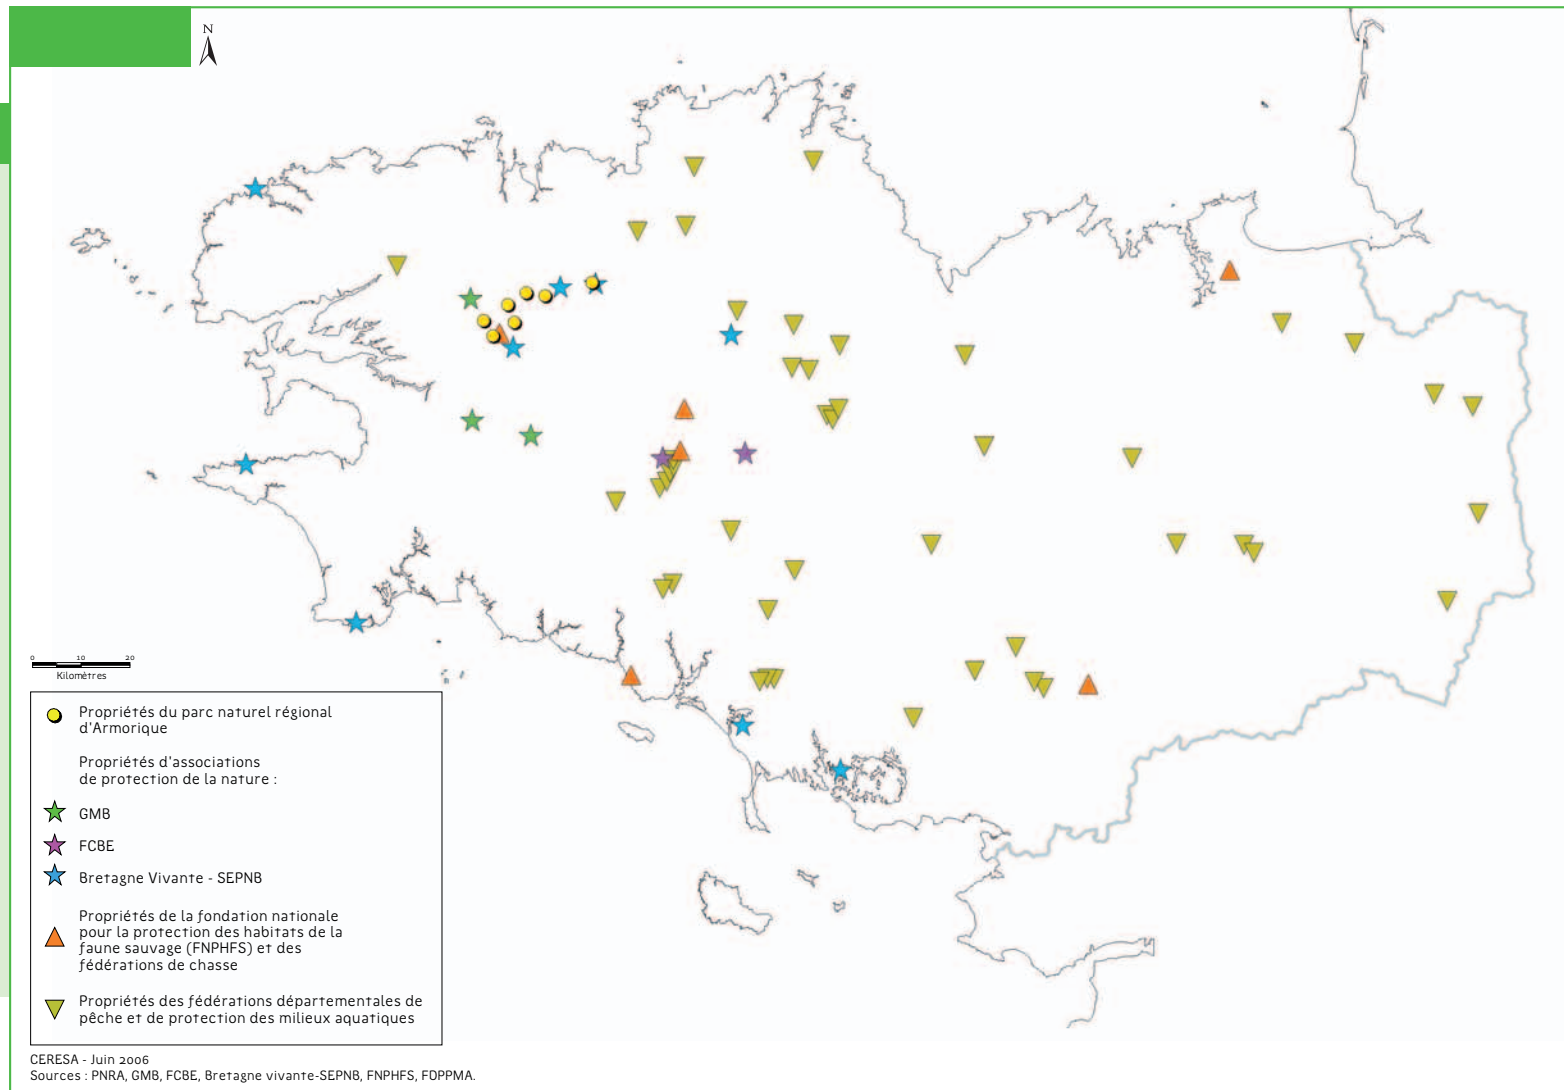 N
0 10 20
Kilomètres
Propriétés du parc naturel régional
d'Armorique
Propriétés d'associations
de protection de la nature :
GMB
FCBE
Bretagne Vivante - SEPNB
Propriétés de la fondation nationale
pour la protection des habitats de la
faune sauvage (FNPHFS) et des
fédérations de chasse
Propriétés des fédérations départementales de
pêche et de protection des milieux aquatiques
CERESA - Juin 2006
Sources : PNRA, GMB, FCBE, Bretagne vivante-SEPNB, FNPHFS, FDPPMA.